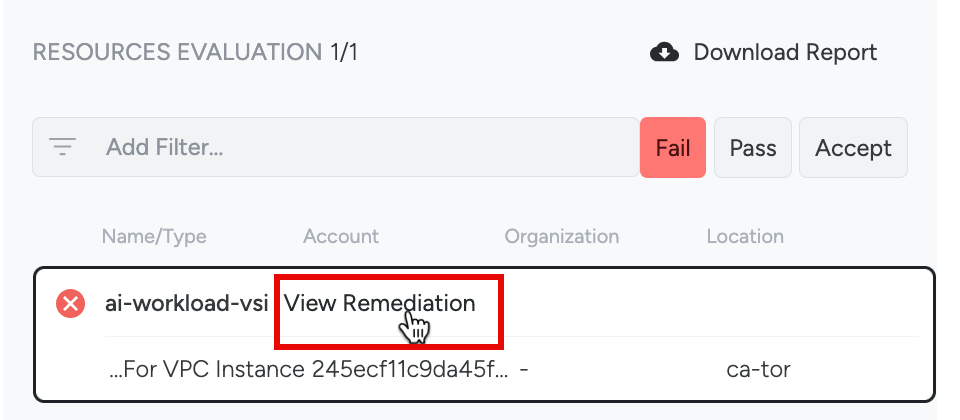 RESOURCES EVALUATION 1/1 Download Report
Add Filter... Fail Pass Accept
Name/Type Account Organization Location
ai-workload-vsi View Remediation
...For VPC Instance 245ecf11c9da45f... - ca-tor